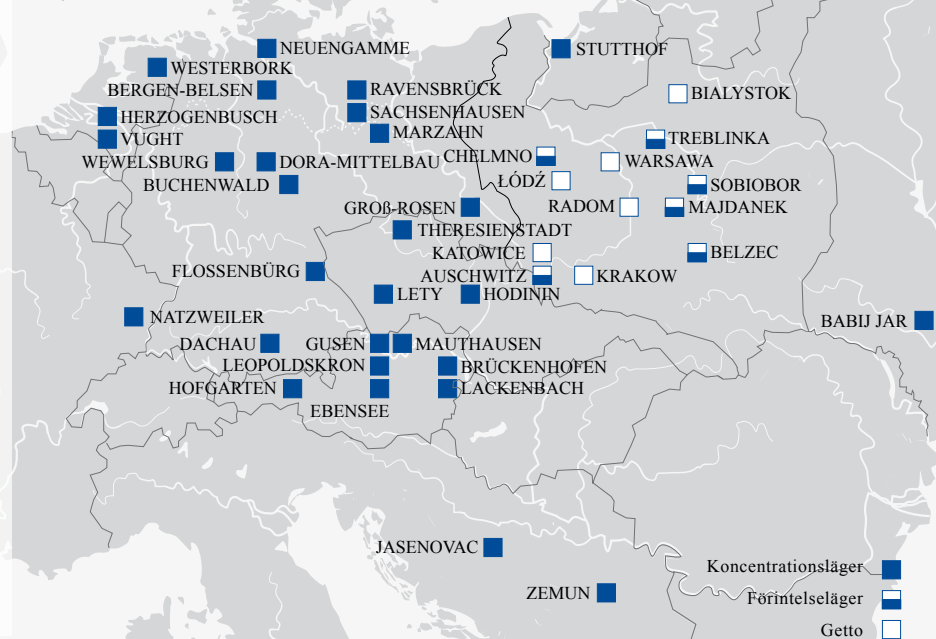 NEUENGAMME
STUTTHOF
WESTERBORK
BERGEN-BELSEN
RAVENSBRÜCK
BIALYSTOK
HERZOGENBUSCH
SACHSENHAUSEN
MARZAHN
VUGHT
TREBLINKA
WEWELSBURG
DORA-MITTELBAU
CHELMNO
WARSAWA
BUCHENWALD
ŁÓDŹ
SOBIOBOR
GROß-ROSEN
RADOM
MAJDANEK
THERESIENSTADT
KATOWICE
BELZEC
FLOSSENBÜRG
AUSCHWITZ
KRAKOW
LETY
HODININ
NATZWEILER
BABIJ JAR
DACHAU
GUSEN
MAUTHAUSEN
LEOPOLDSKRON
BRÜCKENHOFEN
HOFGARTEN
LACKENBACH
EBENSEE
JASENOVAC
ZEMUN
Koncentrationsläger
Förintelseläger
Getto